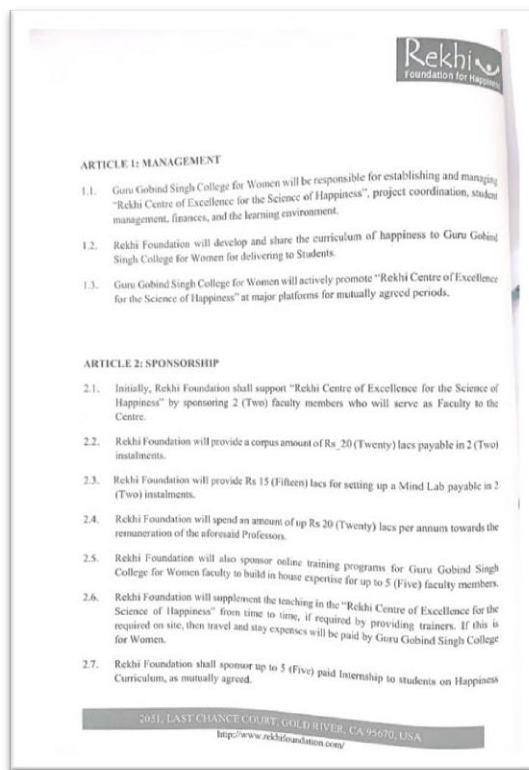 Rekhi
Foundation for Happiness
ARTICLE 1: MANAGEMENT
1.1. Guru Gobind Singh College for Women will be responsible for establishing and managing
"Rekhi Centre of Excellence for the Science of Happiness", project coordination, student
management, finances, and the learning environment.
1.2. Rekhi Foundation will develop and share the curriculum of happiness to Guru Gobind
Singh College for Women for delivering to Students.
1.3. Guru Gobind Singh College for Women will actively promote "Rekhi Centre of Excellence
for the Science of Happiness" at major platforms for mutually agreed periods.
ARTICLE 2: SPONSORSHIP
2.1. Initially, Rekhi Foundation shall support "Rekhi Centre of Excellence for the Science of
Happiness" by sponsoring 2 (Two) faculty members who will serve as Faculty to the
Centre.
2.2. Rekhi Foundation will provide a corpus amount of Rs 20 (Twenty) lacs payable in 2 (Two)
instalments.
2.3. Rekhi Foundation will provide Rs 15 (Fifteen) lacs for setting up a Mind Lab payable in 2
(Two) instalments.
2.4. Rekhi Foundation will spend an amount of up Rs 20 (Twenty) lacs per annum towards the
remuneration of the aforesaid Professors.
2.5. Rekhi Foundation will also sponsor online training programs for Guru Gobind Singh
College for Women faculty to build in house expertise for up to 5 (Five) faculty members.
2.6. Rekhi Foundation will supplement the teaching in the "Rekhi Centre of Excellence for the
Science of Happiness" from time to time, if required by providing trainers. If this is
required on site, then travel and stay expenses will be paid by Guru Gobind Singh College
for Women.
2.7. Rekhi Foundation shall sponsor up to 5 (Five) paid Internship to students on Happiness
Curriculum, as mutually agreed.
2051, LAST CHANCE COURT, GOLD RIVER, CA 95670, USA
http://www.rekhifoundation.com/